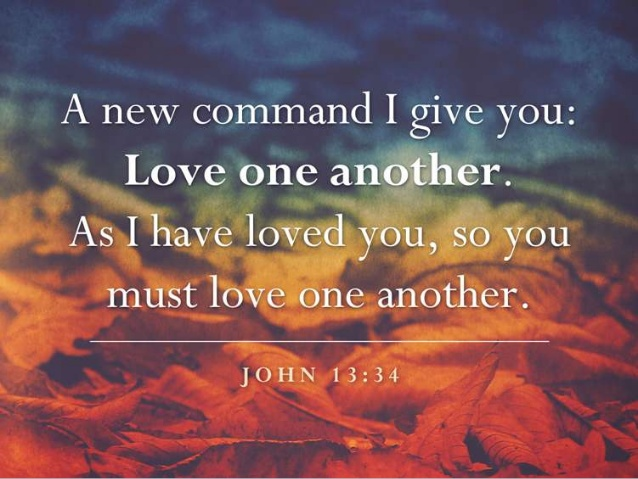 A new command I give you:
Love one another.
As I have loved you, so you
must love one another.
JOHN 13:34